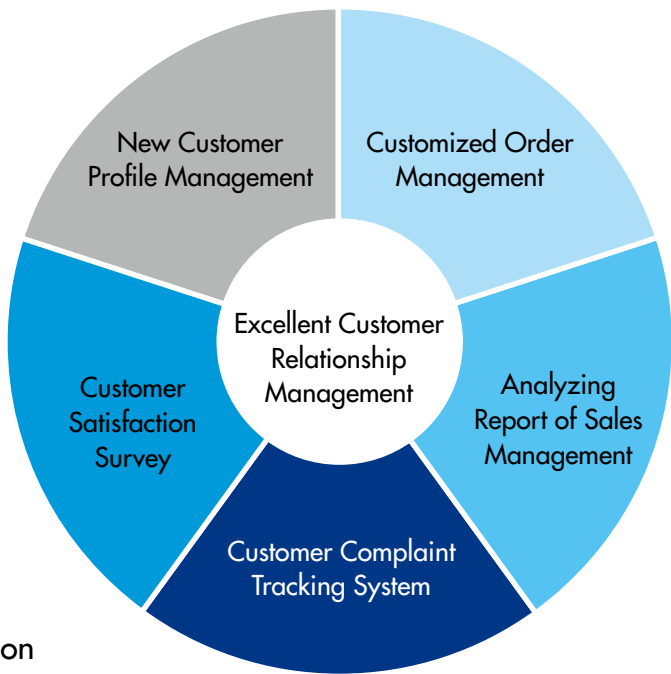 New Customer
Profile Management
Customized Order
Management
Excellent Customer
Relationship
Management
Customer
Satisfaction
Survey
Analyzing
Report of Sales
Management
Customer Complaint
Tracking System
on